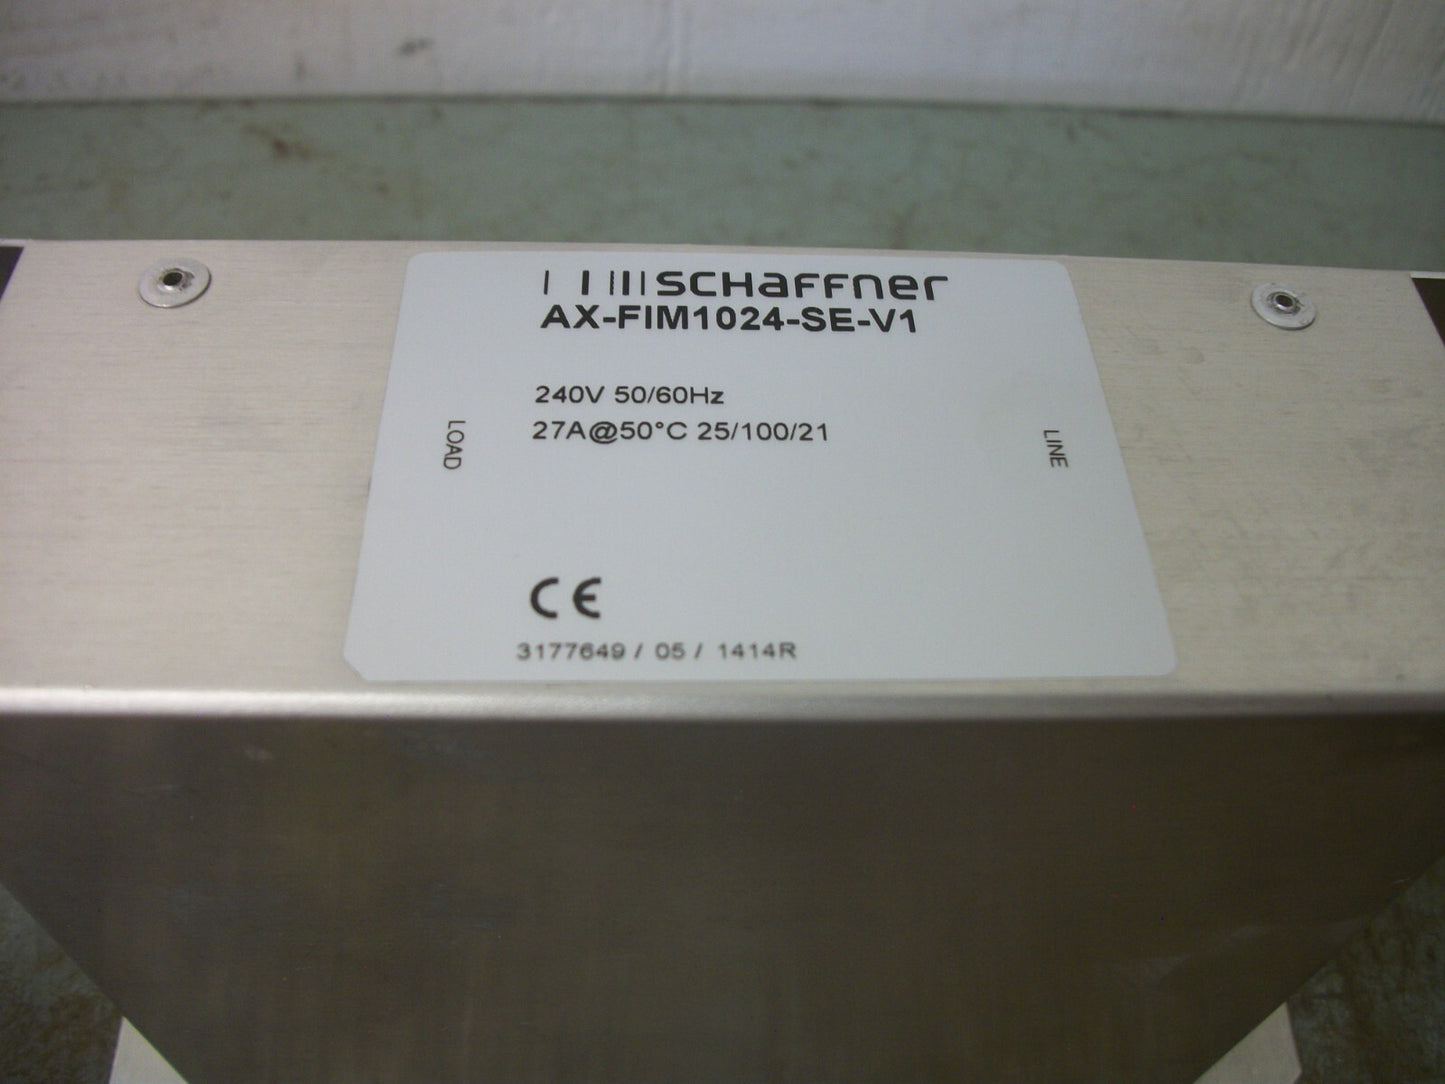 SCHAFFNER
AX-FIM1024-SE-V1
240V 50/60Hz
27A@50°C 25/100/21
LOAD
LINE
CE
3177649 / 05 / 1414R